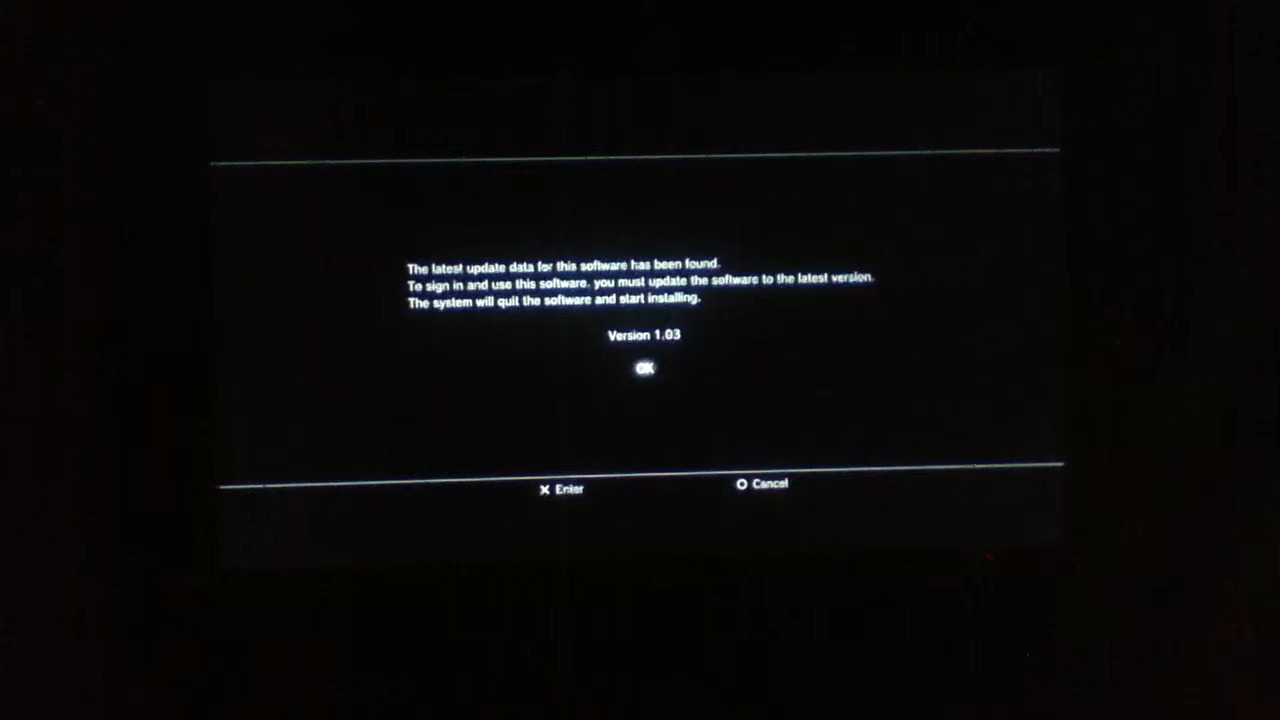 The latest update data for this software has been found.
To sign in and use this software, you must update the software to the latest version.
The system will quit the software and start installing.
Version 1.03
OK
X Enter
O Cancel